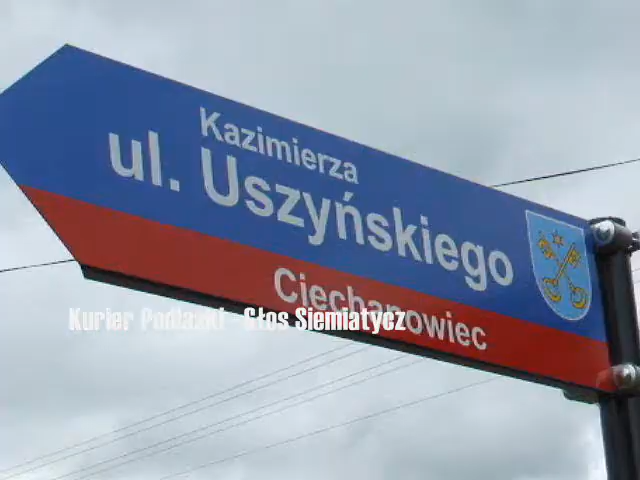 Kazimierza
ul. Uszyńskiego
Ciechanowiec
Kurier Podlaski - Głos Siemiatycz